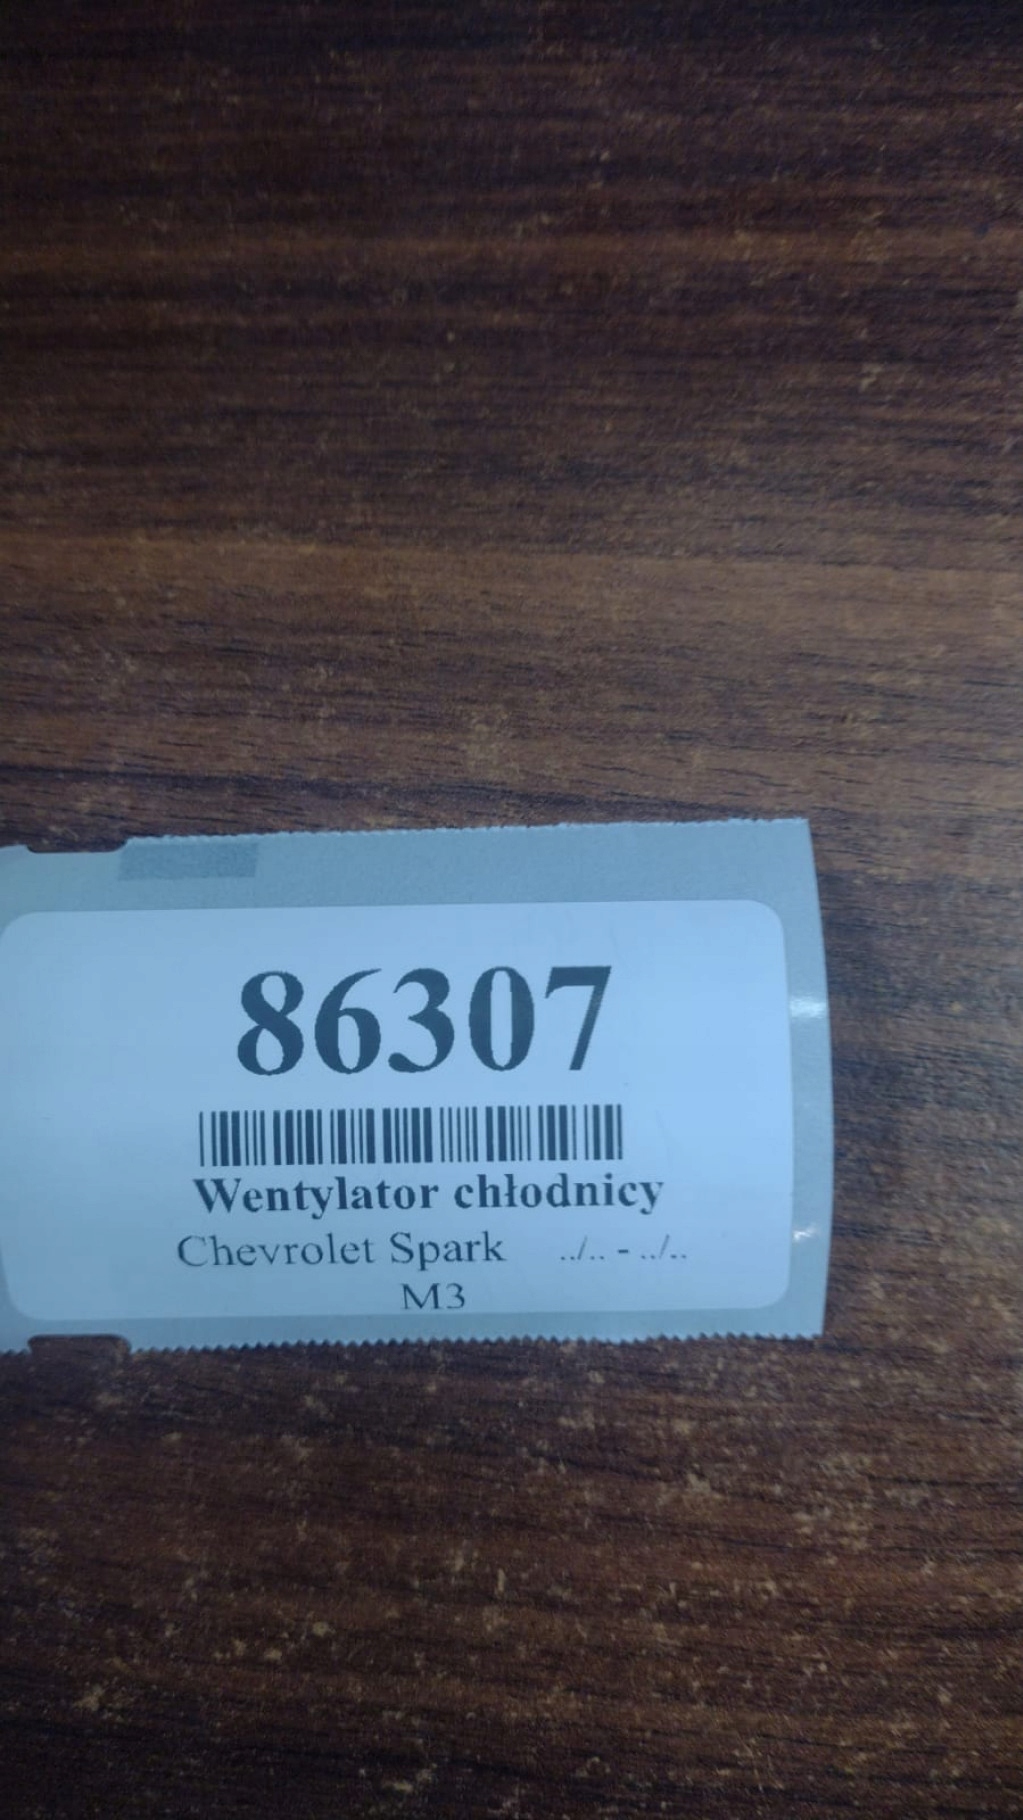 86307
Wentylator chłodnicy
Chevrolet Spark ../.. - ../..
M3